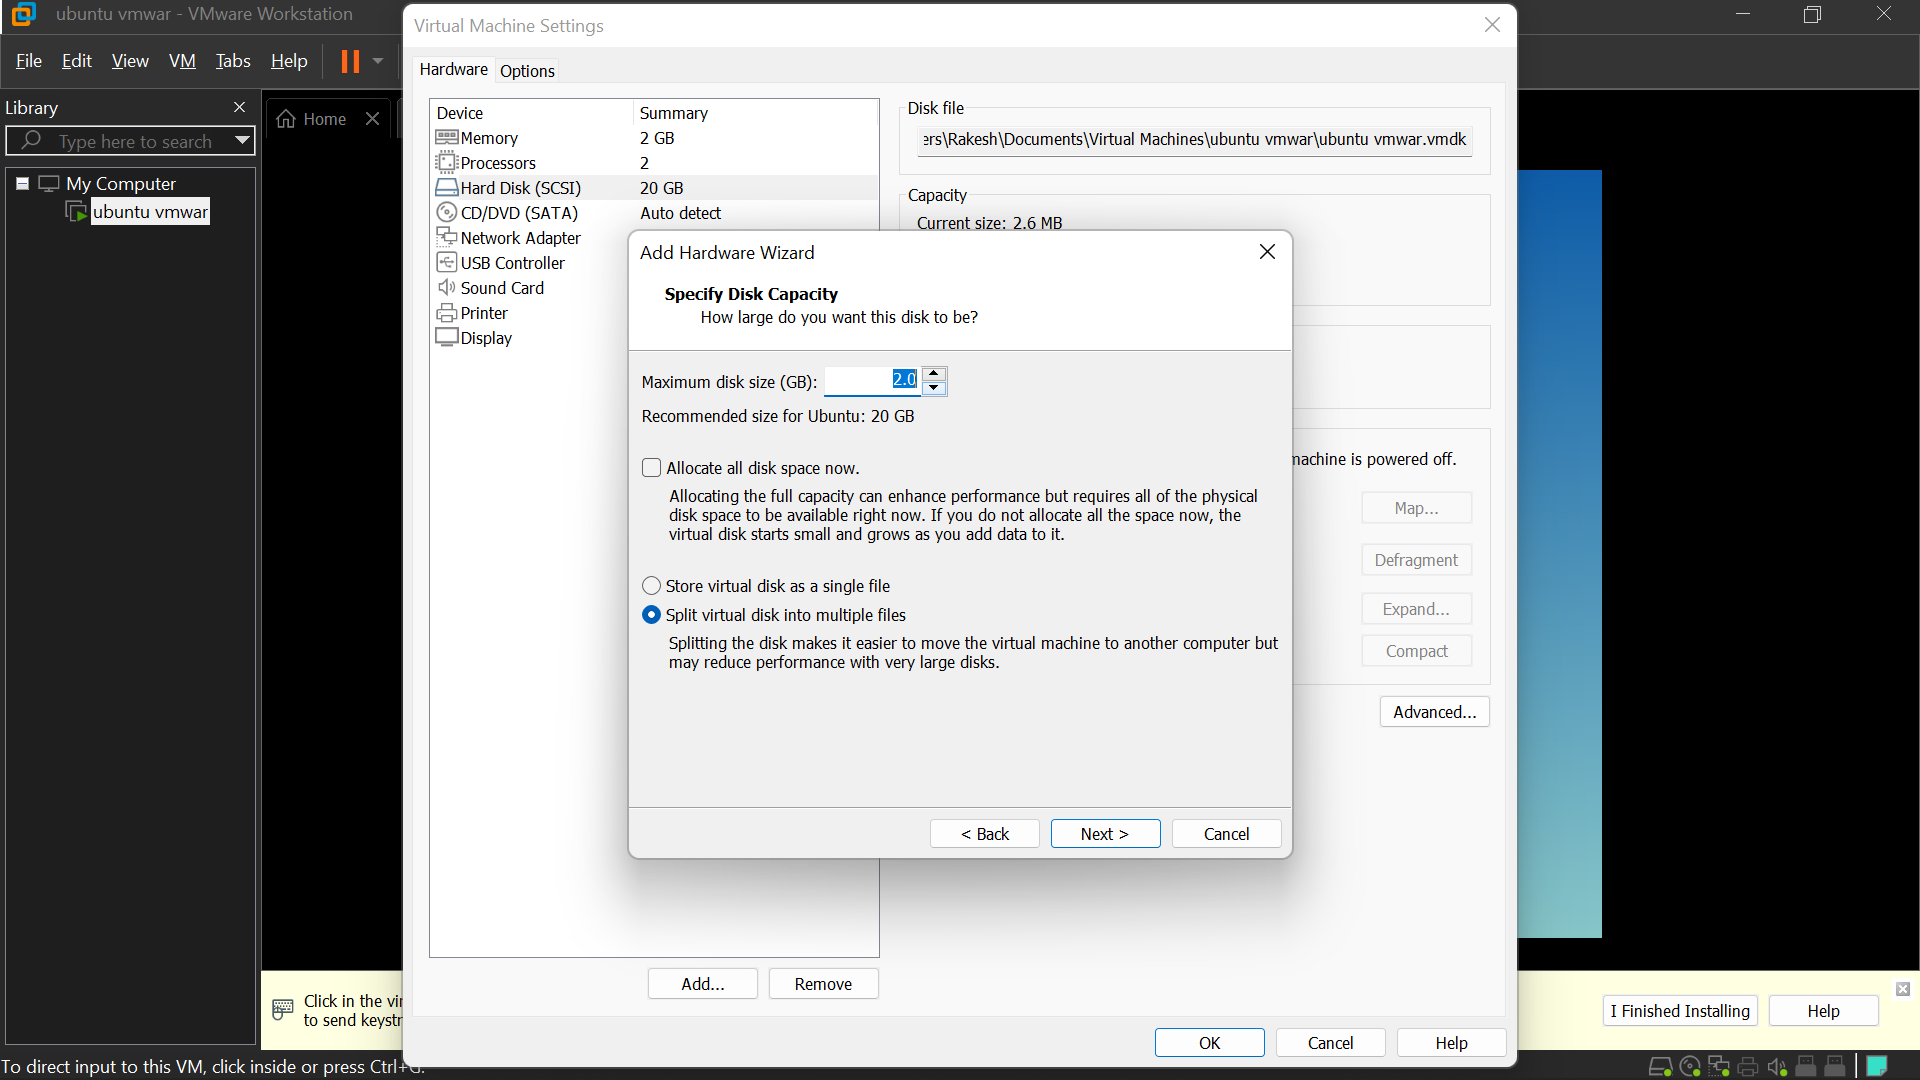 ubuntu vmwar - VMware Workstation
File Edit View VM Tabs Help
Library
Type here to search
My Computer
ubuntu vmwar
Home
Virtual Machine Settings
Hardware Options
Device Summary
Memory 2 GB
Processors 2
Hard Disk (SCSI) 20 GB
CD/DVD (SATA) Auto detect
Network Adapter
USB Controller
Sound Card
Printer
Display
Disk file
ers\Rakesh\Documents\Virtual Machines\ubuntu vmwar\ubuntu vmwar.vmdk
Capacity
Current size: 2.6 MB
machine is powered off.
Map...
Defragment
Expand...
Compact
Advanced...
Add Hardware Wizard
Specify Disk Capacity
How large do you want this disk to be?
Maximum disk size (GB): 2.0
Recommended size for Ubuntu: 20 GB
Allocate all disk space now.
Allocating the full capacity can enhance performance but requires all of the physical
disk space to be available right now. If you do not allocate all the space now, the
virtual disk starts small and grows as you add data to it.
Store virtual disk as a single file
Split virtual disk into multiple files
Splitting the disk makes it easier to move the virtual machine to another computer but
may reduce performance with very large disks.
< Back Next > Cancel
Add... Remove
OK Cancel Help
Click in the vi
to send keystr
I Finished Installing Help
To direct input to this VM, click inside or press Ctrl+G.